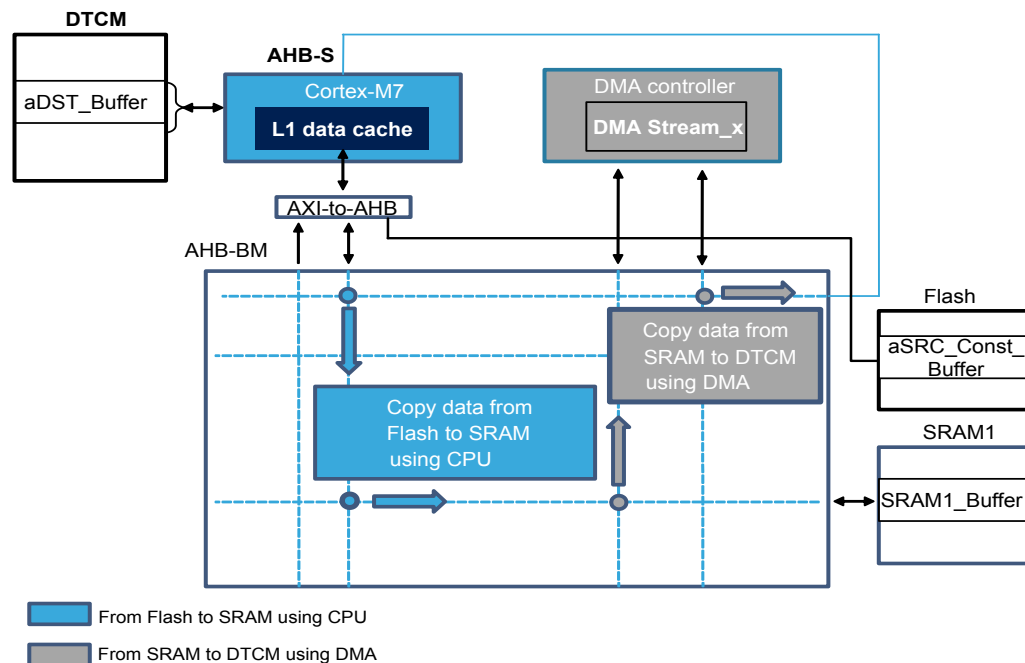 DTCM
aDST_Buffer
AHB-S
Cortex-M7
L1 data cache
DMA controller
DMA Stream_x
AXI-to-AHB
AHB-BM
Copy data from
SRAM to DTCM
using DMA
Copy data from
Flash to SRAM
using CPU
Flash
aSRC_Const_
Buffer
SRAM1
SRAM1_Buffer
From Flash to SRAM using CPU
From SRAM to DTCM using DMA